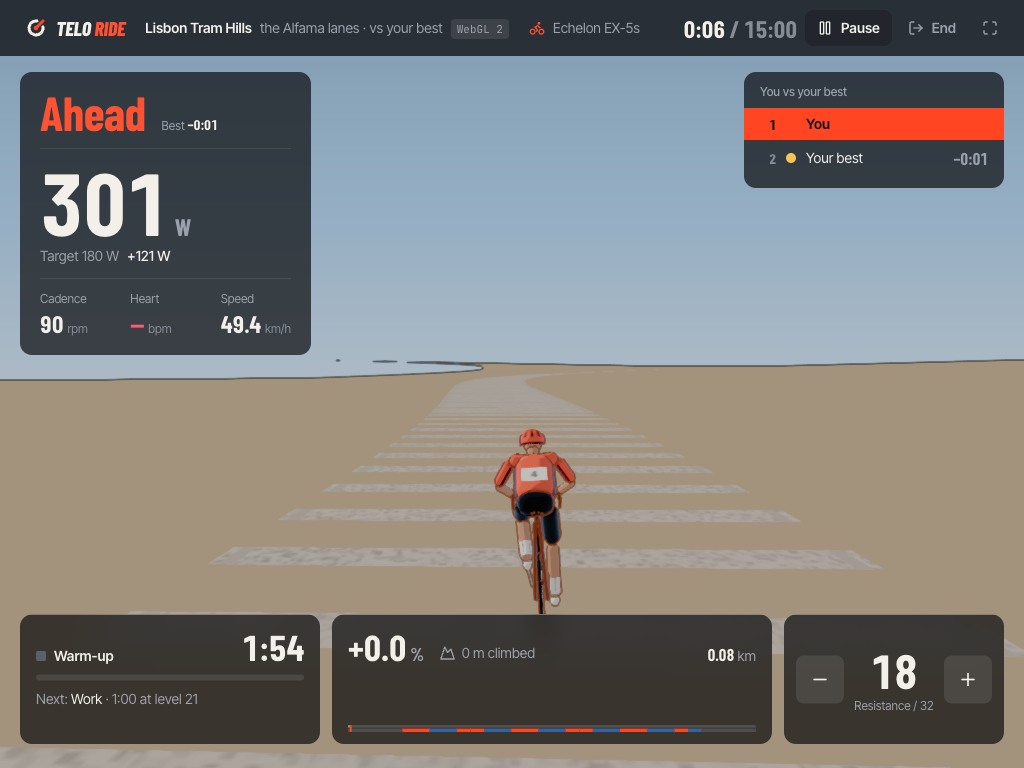 TELO RIDE
Lisbon Tram Hills the Alfama lanes · vs your best WebGL 2
Echelon EX-5s
0:06 / 15:00
Pause
End
Ahead Best −0:01
301 W
Target 180 W +121 W
Cadence Heart Speed
90 rpm – bpm 49.4 km/h
You vs your best
1 You
2 Your best −0:01
4
Warm-up 1:54
Next: Work · 1:00 at level 21
+0.0 % 0 m climbed 0.08 km
− 18 +
Resistance / 32